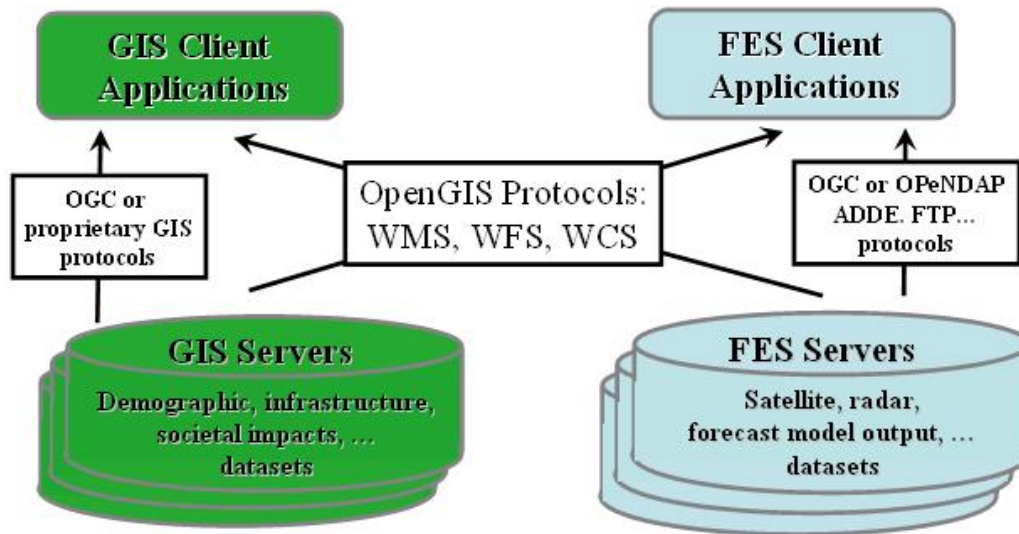 GIS Client
Applications
FES Client
Applications
OGC or
proprietary GIS
protocols
OpenGIS Protocols:
WMS, WFS, WCS
OGC or OPeNDAP
ADDE. FTP...
protocols
GIS Servers
Demographic, infrastructure,
societal impacts, ...
datasets
FES Servers
Satellite, radar,
forecast model output, ...
datasets